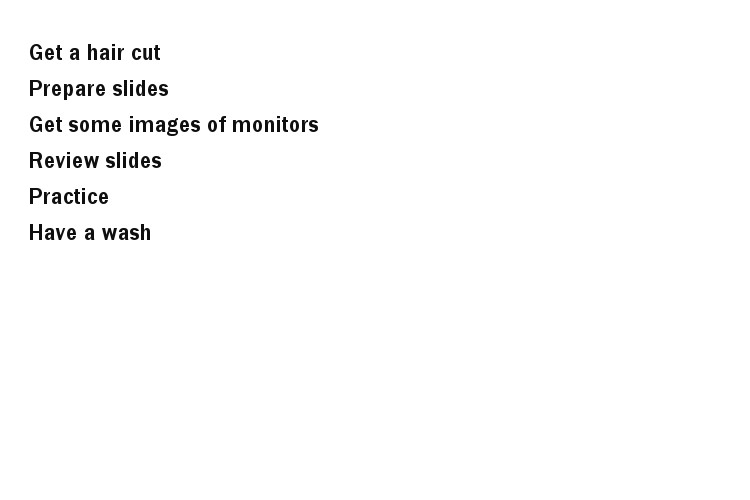 Get a hair cut
Prepare slides
Get some images of monitors
Review slides
Practice
Have a wash